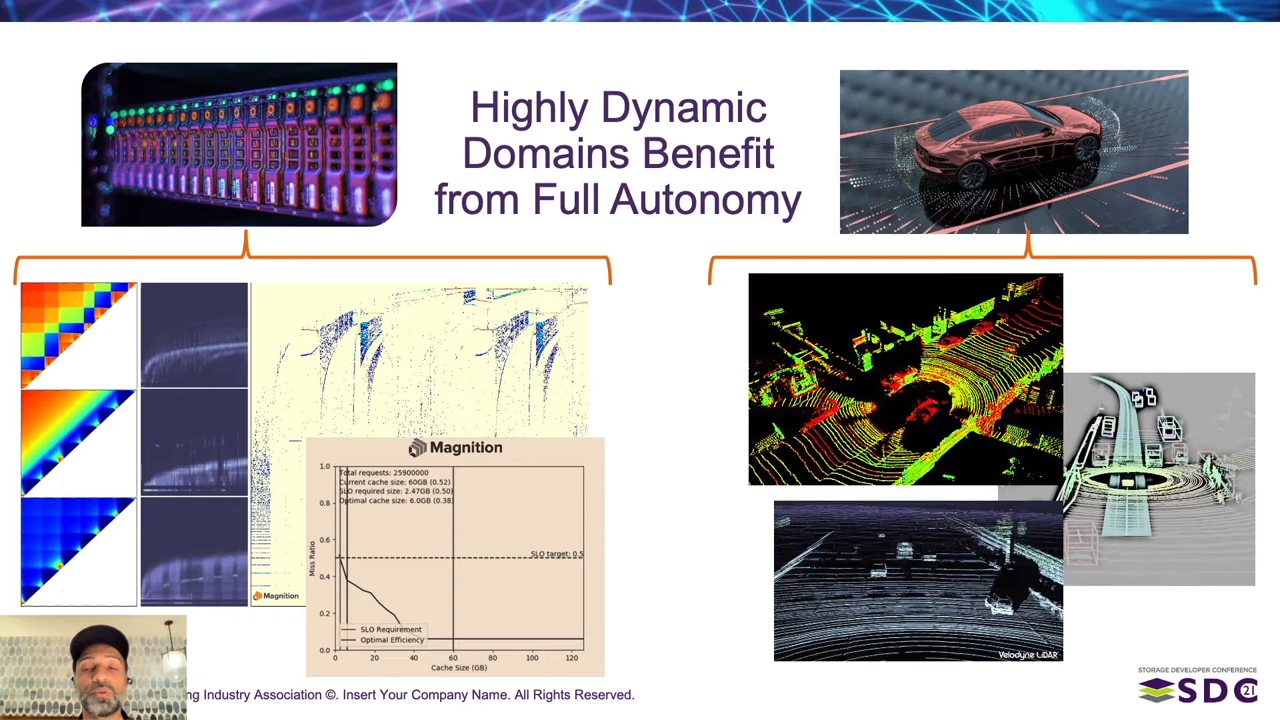 Highly Dynamic
Domains Benefit
from Full Autonomy
Magnition
Magnition
Total requests: 25900000
Current cache size: 60GB (0.52)
SLO required size: 2.47GB (0.50)
Optimal cache size: 6.0GB (0.38)
SLO target: 0.5
Miss Ratio
1.0
0.8
0.6
0.4
0.2
0.0
SLO Requirement
Optimal Efficiency
0 20 40 60 80 100 120
Cache Size (GB)
Velodyne LiDAR
ng Industry Association ©. Insert Your Company Name. All Rights Reserved.
STORAGE DEVELOPER CONFERENCE
SDC 21